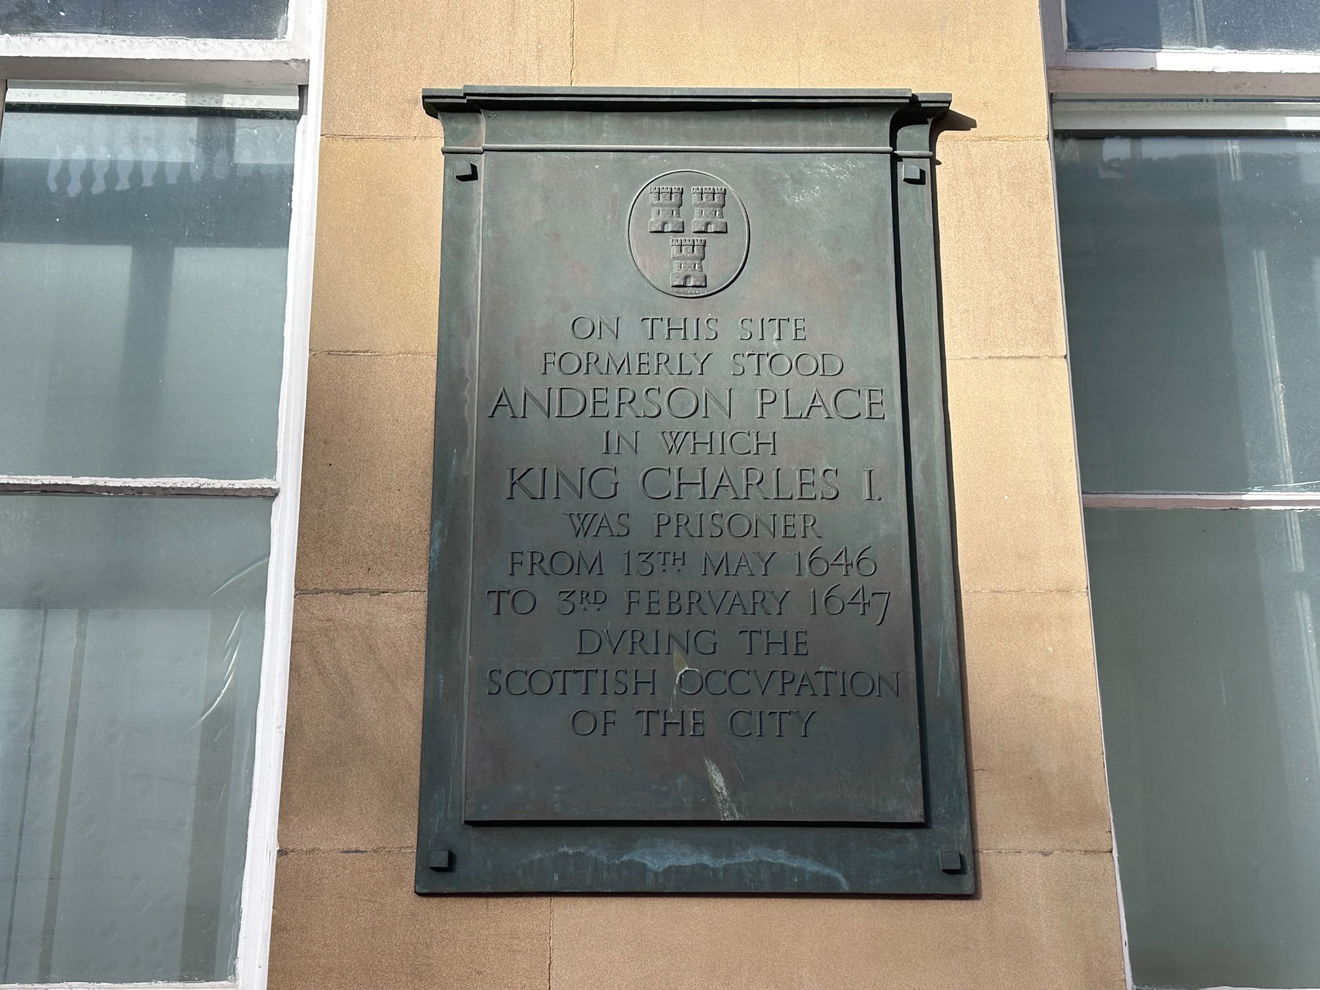 ON THIS SITE
FORMERLY STOOD
ANDERSON PLACE
IN WHICH
KING CHARLES I.
WAS PRISONER
FROM 13TH MAY 1646
TO 3RD FEBRVARY 1647
DVRING THE
SCOTTISH OCCVPATION
OF THE CITY